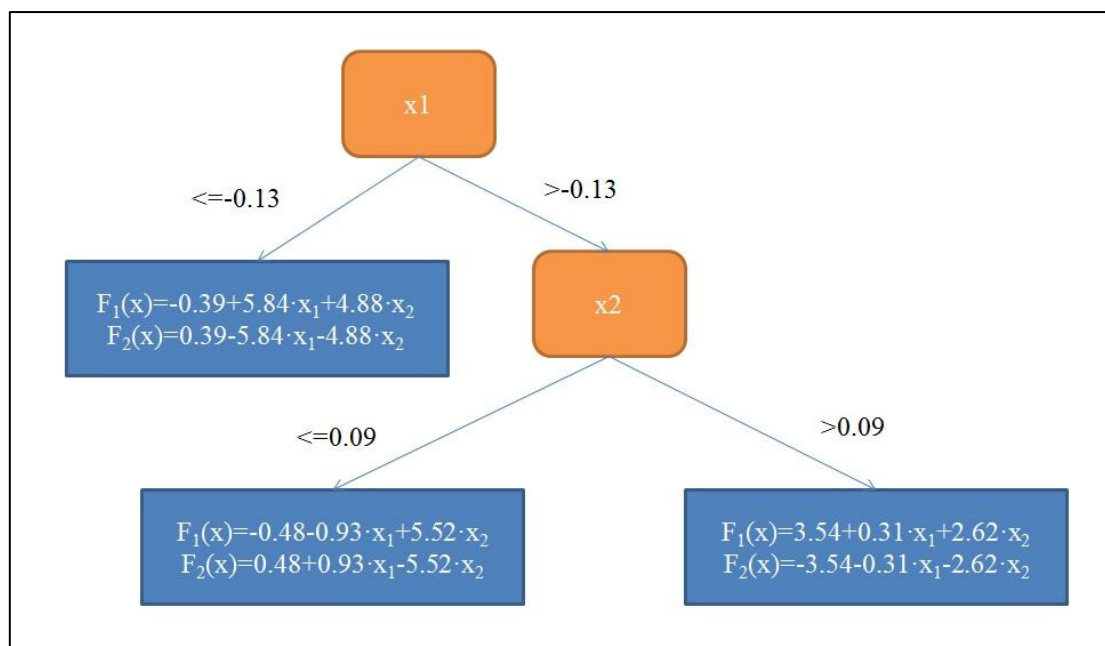 x1
<=-0.13
>-0.13
F₁(x)=-0.39+5.84·x₁+4.88·x₂
F₂(x)=0.39-5.84·x₁-4.88·x₂
x2
<=0.09
>0.09
F₁(x)=-0.48-0.93·x₁+5.52·x₂
F₂(x)=0.48+0.93·x₁-5.52·x₂
F₁(x)=3.54+0.31·x₁+2.62·x₂
F₂(x)=-3.54-0.31·x₁-2.62·x₂